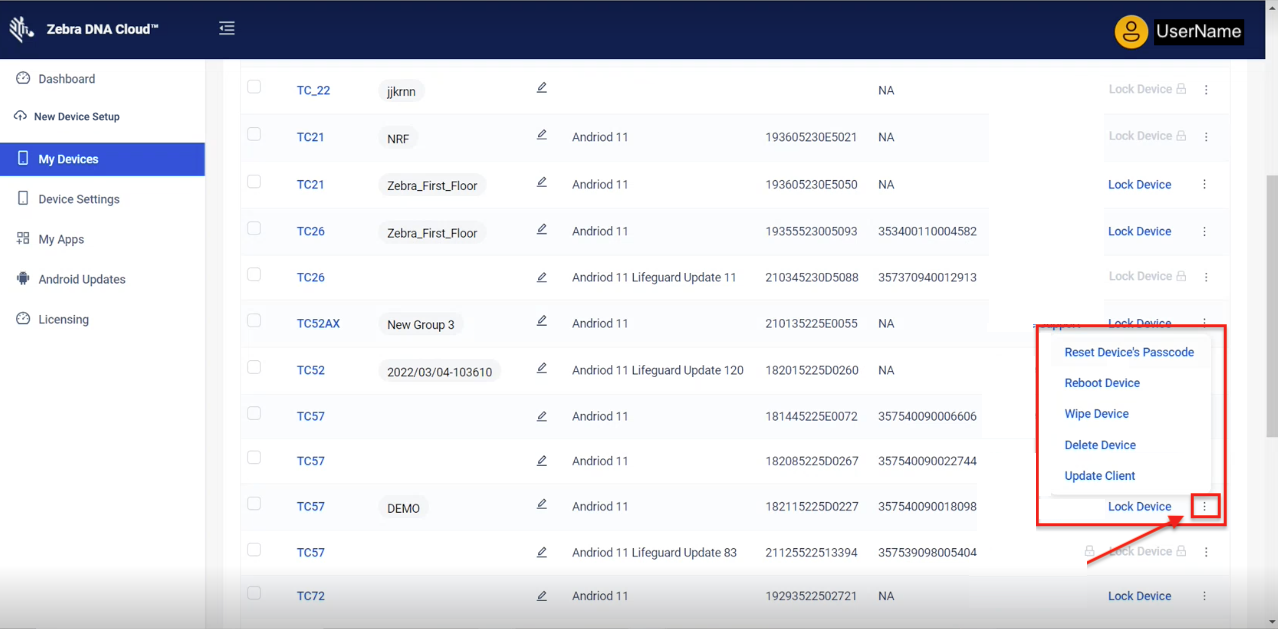 Zebra DNA Cloud™
UserName
Dashboard
New Device Setup
My Devices
Device Settings
My Apps
Android Updates
Licensing
TC_22 jjkrnn NA Lock Device
TC21 NRF Andriod 11 193605230E5021 NA Lock Device
TC21 Zebra_First_Floor Andriod 11 193605230E5050 NA Lock Device
TC26 Zebra_First_Floor Andriod 11 19355523005093 353400110004582 Lock Device
TC26 Andriod 11 Lifeguard Update 11 210345230D5088 357370940012913 Lock Device
TC52AX New Group 3 Andriod 11 210135225E0055 NA Lock Device
TC52 2022/03/04-103610 Andriod 11 Lifeguard Update 120 182015225D0260 NA
TC57 Andriod 11 181445225E0072 357540090006606
TC57 Andriod 11 182085225D0267 357540090022744
TC57 DEMO Andriod 11 182115225D0227 357540090018098 Lock Device
TC57 Andriod 11 Lifeguard Update 83 21125522513394 357539098005404 Lock Device
TC72 Andriod 11 19293522502721 NA Lock Device
Reset Device's Passcode
Reboot Device
Wipe Device
Delete Device
Update Client